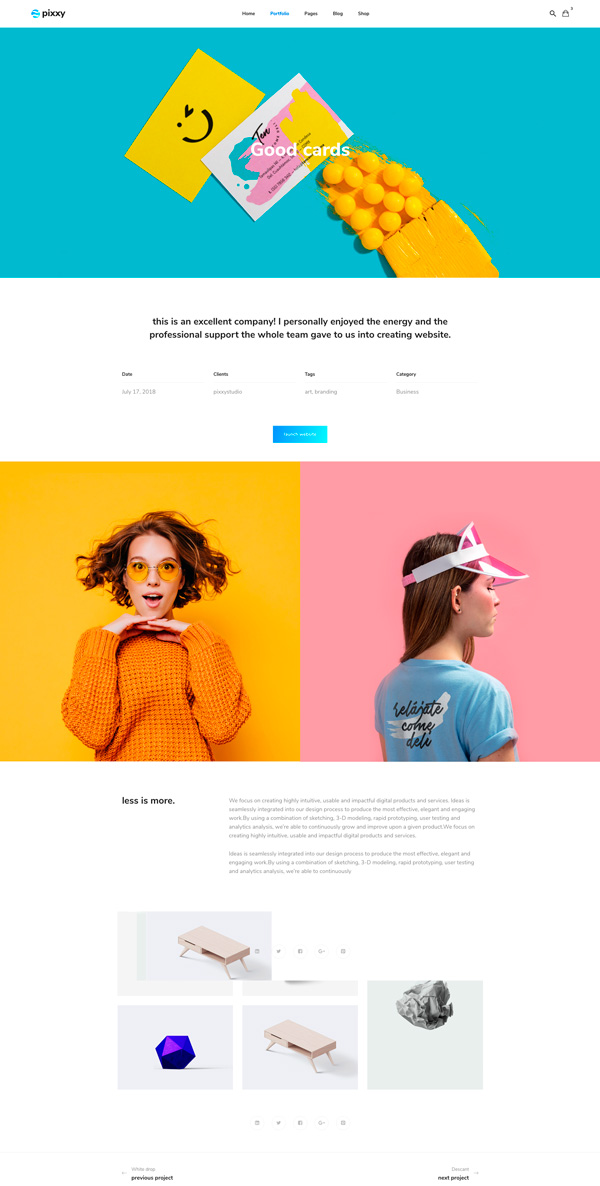 pixxy
Home Portfolio Pages Blog Shop
3
Ten
Good cards
this is an excellent company! I personally enjoyed the energy and the
professional support the whole team gave to us into creating website.
Date Clients Tags Category
July 17, 2018 pixxystudio art, branding Business
launch website
relájate
come
deli
less is more.
We focus on creating highly intuitive, usable and impactful digital products and services. Ideas is
seamlessly integrated into our design process to produce the most effective, elegant and engaging
work.By using a combination of sketching, 3-D modeling, rapid prototyping, user testing and
analytics analysis, we're able to continuously grow and improve upon a given product.We focus on
creating highly intuitive, usable and impactful digital products and services.
Ideas is seamlessly integrated into our design process to produce the most effective, elegant and
engaging work.By using a combination of sketching, 3-D modeling, rapid prototyping, user testing
and analytics analysis, we're able to continuously
White drop
previous project
Descant
next project